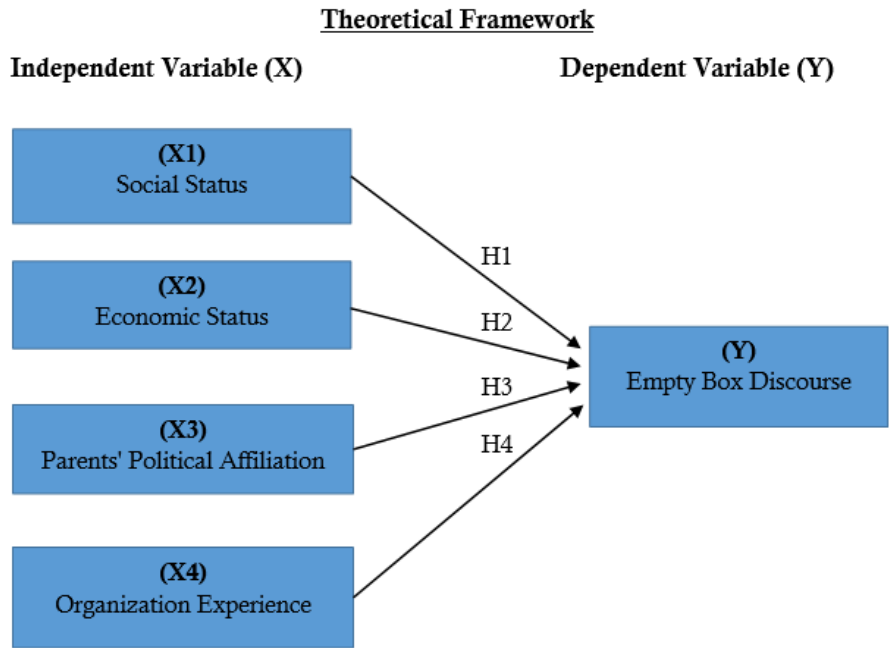 Theoretical Framework
Independent Variable (X)
Dependent Variable (Y)
(X1)
Social Status
H1
(X2)
Economic Status
H2
(Y)
Empty Box Discourse
H3
(X3)
Parents' Political Affiliation
H4
(X4)
Organization Experience